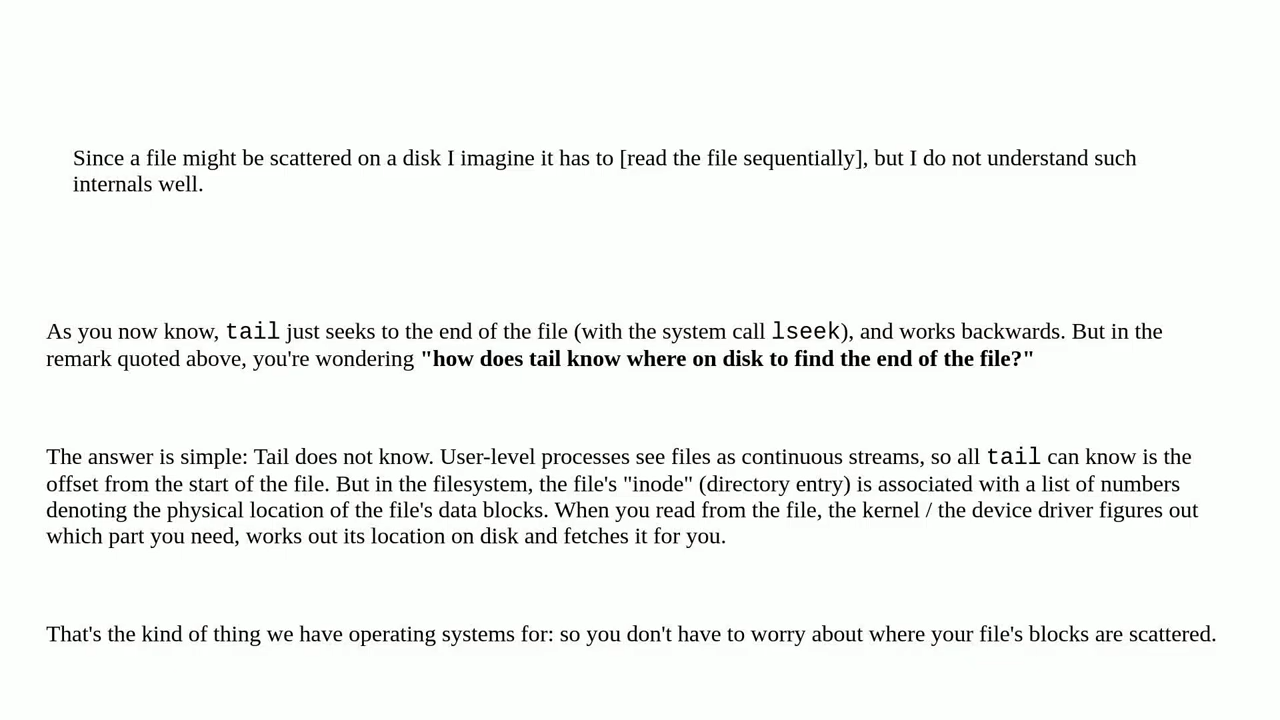 Since a file might be scattered on a disk I imagine it has to [read the file sequentially], but I do not understand such
internals well.
As you now know, tail just seeks to the end of the file (with the system call lseek), and works backwards. But in the
remark quoted above, you're wondering "how does tail know where on disk to find the end of the file?"
The answer is simple: Tail does not know. User-level processes see files as continuous streams, so all tail can know is the
offset from the start of the file. But in the filesystem, the file's "inode" (directory entry) is associated with a list of numbers
denoting the physical location of the file's data blocks. When you read from the file, the kernel / the device driver figures out
which part you need, works out its location on disk and fetches it for you.
That's the kind of thing we have operating systems for: so you don't have to worry about where your file's blocks are scattered.